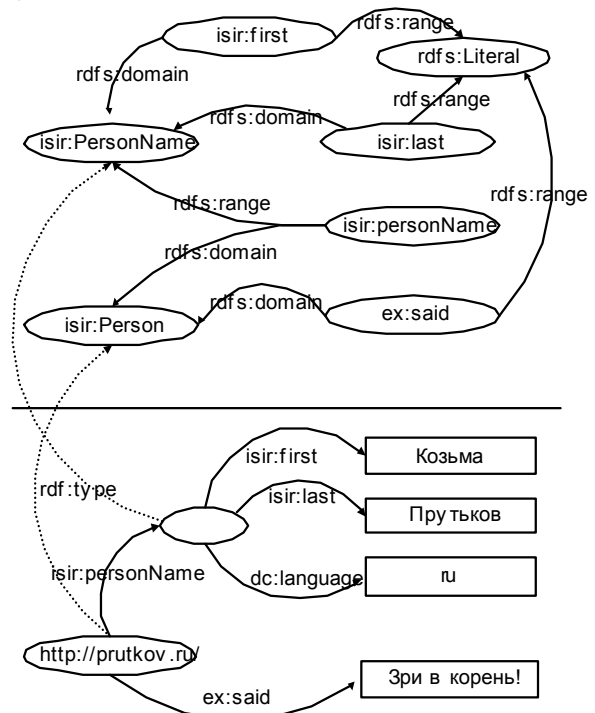 isir:first
rdfs:range
rdfs:Literal
rdfs:domain
rdfs:range
rdfs:domain
isir:PersonName
isir:last
rdfs:range
rdfs:range
isir:personName
rdfs:domain
rdfs:domain
isir:Person
ex:said
isir:first
Козьма
rdf:type
isir:last
Прутьков
isir:personName
dc:language
ru
http://prutkov.ru/
Зри в корень!
ex:said